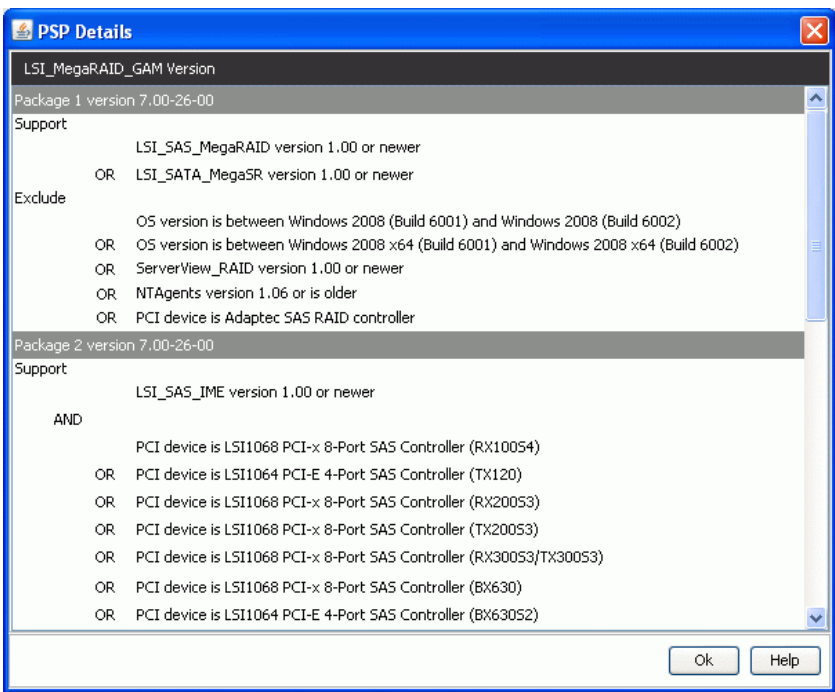 PSP Details
LSI_MegaRAID_GAM Version
Package 1 version 7.00-26-00
Support
LSI_SAS_MegaRAID version 1.00 or newer
OR LSI_SATA_MegaSR version 1.00 or newer
Exclude
OS version is between Windows 2008 (Build 6001) and Windows 2008 (Build 6002)
OR OS version is between Windows 2008 x64 (Build 6001) and Windows 2008 x64 (Build 6002)
OR ServerView_RAID version 1.00 or newer
OR NTAgents version 1.06 or is older
OR PCI device is Adaptec SAS RAID controller
Package 2 version 7.00-26-00
Support
LSI_SAS_IME version 1.00 or newer
AND
PCI device is LSI1068 PCI-x 8-Port SAS Controller (RX100S4)
OR PCI device is LSI1064 PCI-E 4-Port SAS Controller (TX120)
OR PCI device is LSI1068 PCI-x 8-Port SAS Controller (RX200S3)
OR PCI device is LSI1068 PCI-x 8-Port SAS Controller (TX200S3)
OR PCI device is LSI1068 PCI-x 8-Port SAS Controller (RX300S3/TX300S3)
OR PCI device is LSI1068 PCI-x 8-Port SAS Controller (BX630)
OR PCI device is LSI1064 PCI-E 4-Port SAS Controller (BX630S2)
Ok Help